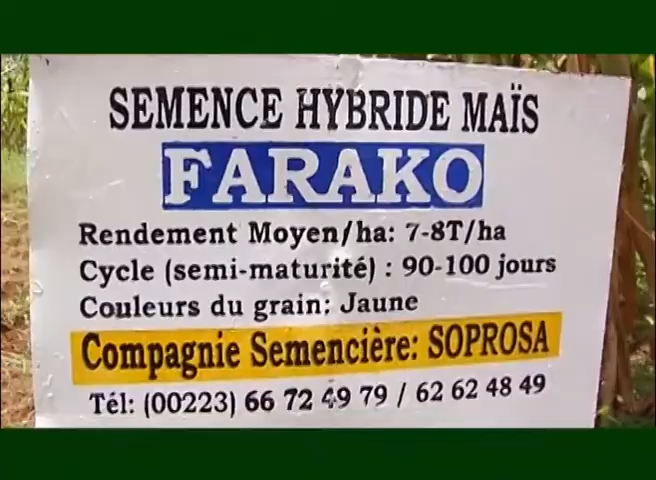 SEMENCE HYBRIDE MAÏS
FARAKO
Rendement Moyen/ha: 7-8T/ha
Cycle (semi-maturité) : 90-100 jours
Couleurs du grain: Jaune
Compagnie Semencière: SOPROSA
Tél: (00223) 66 72 49 79 / 62 62 48 49